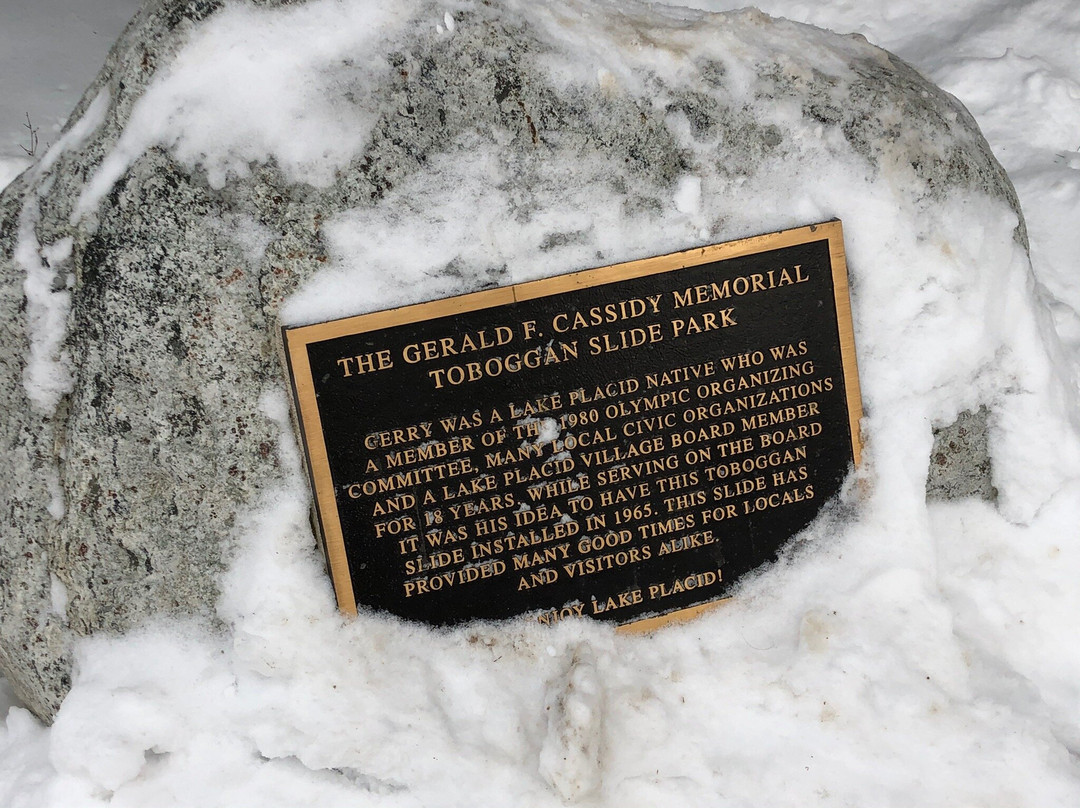 THE GERALD F. CASSIDY MEMORIAL
TOBOGGAN SLIDE PARK
GERRY WAS A LAKE PLACID NATIVE WHO WAS
A MEMBER OF THE 1980 OLYMPIC ORGANIZING
COMMITTEE, MANY LOCAL CIVIC ORGANIZATIONS
AND A LAKE PLACID VILLAGE BOARD MEMBER
FOR 18 YEARS. WHILE SERVING ON THE BOARD
IT WAS HIS IDEA TO HAVE THIS TOBOGGAN
SLIDE INSTALLED IN 1965. THIS SLIDE HAS
PROVIDED MANY GOOD TIMES FOR LOCALS
AND VISITORS ALIKE.
ENJOY LAKE PLACID!